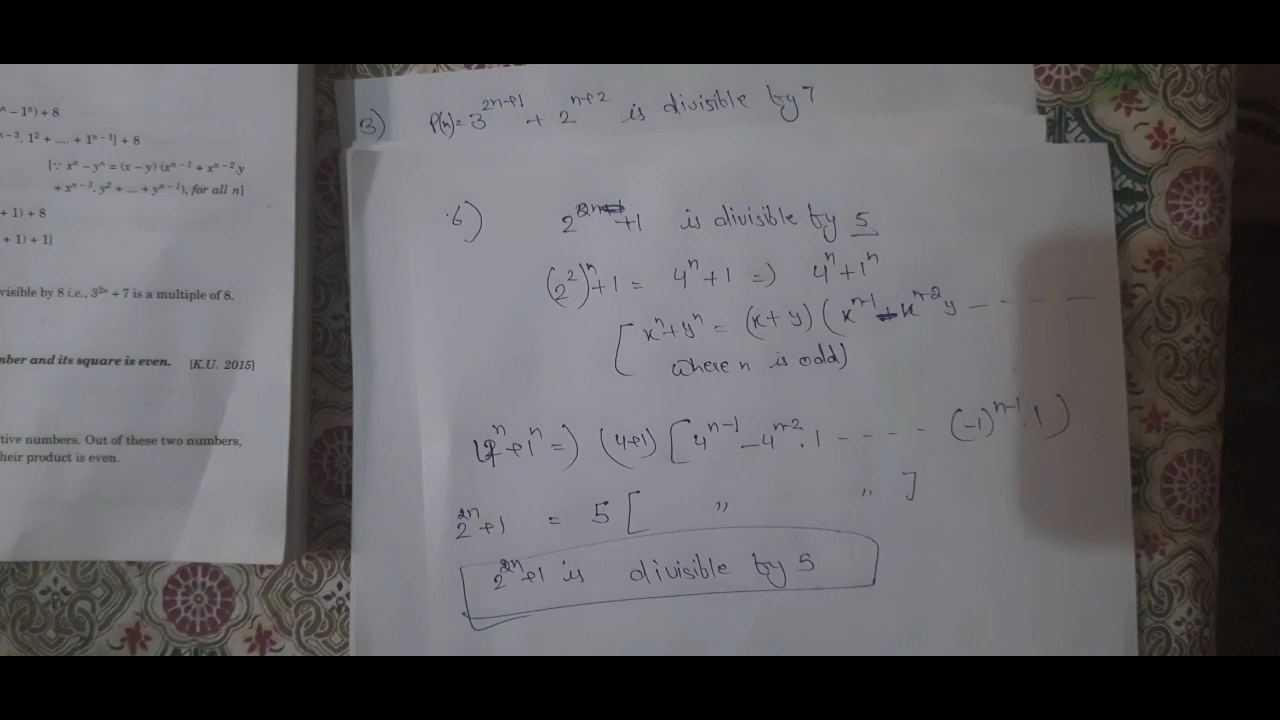 ⁿ – 1ⁿ) + 8
ⁿ⁻³. 1² + .... + 1ⁿ⁻¹] + 8
[∵ xⁿ – yⁿ = (x – y) (xⁿ⁻¹ + xⁿ⁻².y
+ xⁿ⁻³.y² + ... + yⁿ⁻¹), for all n]
+ 1) + 8
+ 1) + 1]
visible by 8 i.e., 3²ⁿ + 7 is a multiple of 8.
mber and its square is even. [K.U. 2015]
tive numbers. Out of these two numbers,
heir product is even.
3) P(n) = 3²ⁿ⁺¹ + 2ⁿ⁺² is divisible by 7
6) 2²ⁿ + 1 is divisible by 5
(2²)ⁿ + 1 = 4ⁿ + 1 => 4ⁿ + 1ⁿ
[xⁿ + yⁿ = (x + y) (xⁿ⁻¹ - xⁿ⁻² y - - - -
where n is odd)
4ⁿ + 1ⁿ => (4+1) [4ⁿ⁻¹ - 4ⁿ⁻². 1 - - - - (-1)ⁿ⁻¹. 1)
2²ⁿ + 1 = 5 [ " " ]
2²ⁿ + 1 is divisible by 5